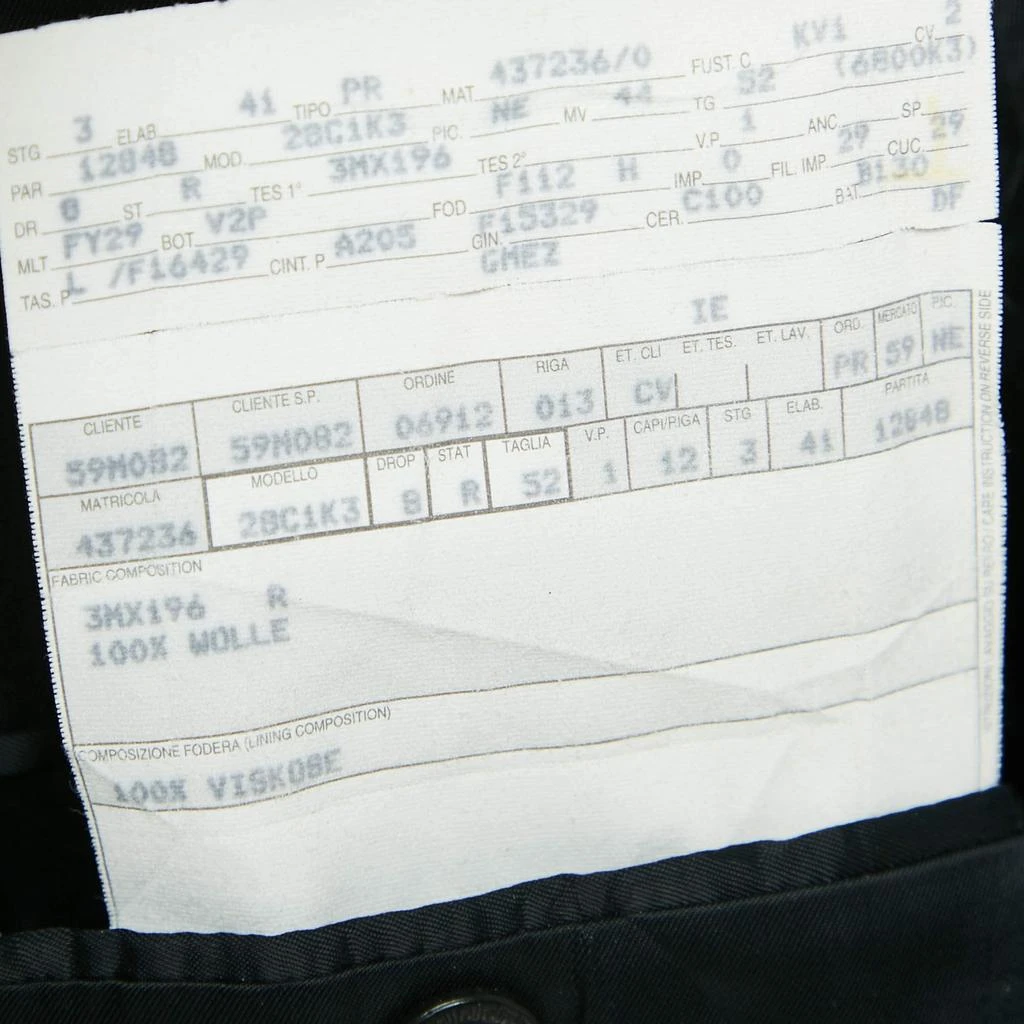 STG 3 ELAB 41 TIPO PR MAT 437236/0 FUST. C KV1 CV. 2
PAR 12848 MOD. 28C1K3 PIC. NE MV 44 TG 52 (6800K3)
DR 8 ST R TES 1° 3MX196 TES 2° V.P. 1 ANC. 29 SP. 29
MLT FY29 BOT V2P FOD F112 H IMP. 0 FIL. IMP. CUC. B130
TAS. P L /F16429 CINT. P A205 GIN. F15329 CER. C100 BAT. DF
GMEZ
IE
CLIENTE CLIENTE S.P. ORDINE RIGA ET. CLI ET. TES. ET. LAV. ORD. MERCATO PIC.
59M082 59M082 06912 013 CV PR 59 NE
MATRICOLA MODELLO DROP STAT TAGLIA V.P. CAPI/RIGA STG ELAB. PARTITA
437236 28C1K3 8 R 52 1 12 3 41 12848
FABRIC COMPOSITION
3MX196 R
100% WOLLE
COMPOSIZIONE FODERA (LINING COMPOSITION)
100% VISKOSE
CARE INSTRUCTION ON REVERSE SIDE